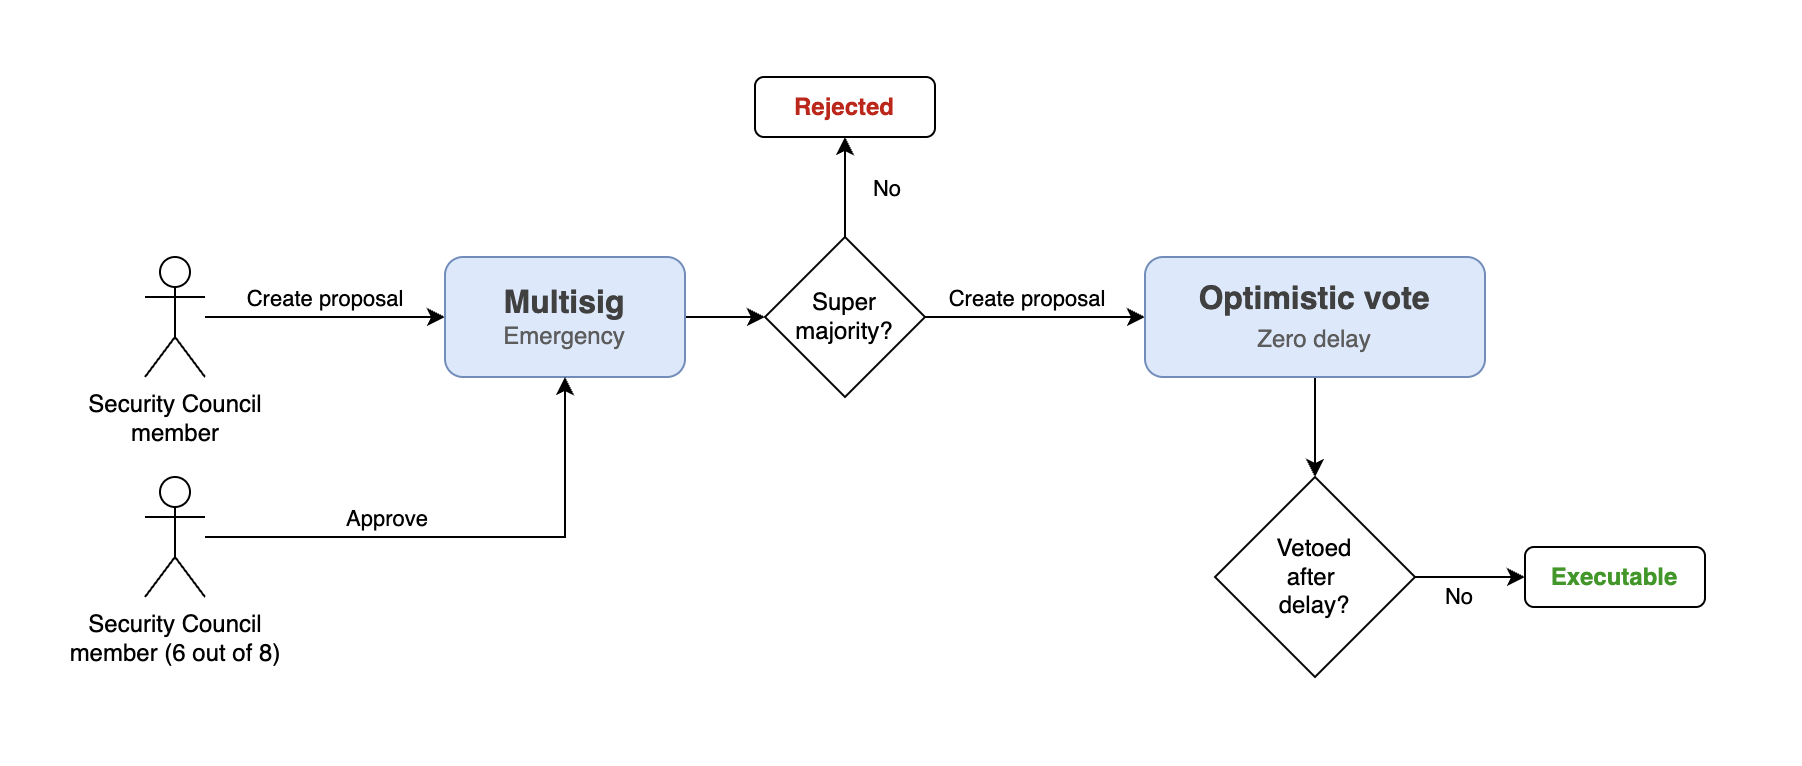 Rejected
No
Create proposal
Multisig
Emergency
Super
majority?
Create proposal
Optimistic vote
Zero delay
Security Council
member
Approve
Vetoed
after
delay?
No
Executable
Security Council
member (6 out of 8)